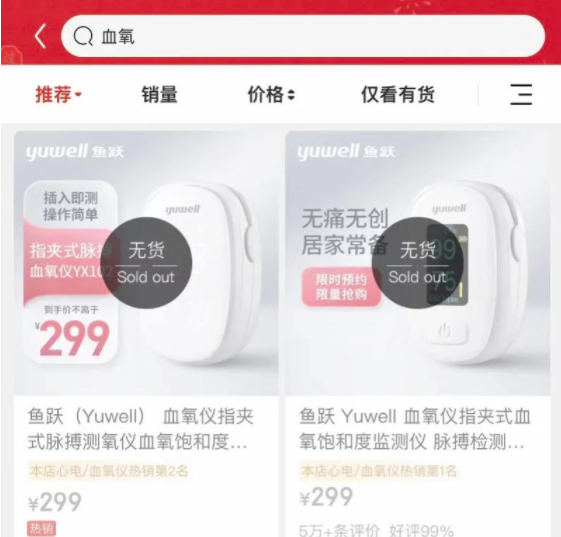 血氧
推荐
销量
价格
仅看有货
yuwell 鱼跃
插入即测
操作简单
yuwell
指夹式脉搏
血氧仪YX102
无货
Sold out
到手价不高于
¥299
yuwell 鱼跃
无痛无创
居家常备
yuwell
限时预约
限量抢购
无货
Sold out
鱼跃（Yuwell） 血氧仪指夹
式脉搏测氧仪血氧饱和度...
本店心电/血氧仪热销第2名
¥299
热销
鱼跃 Yuwell 血氧仪指夹式血
氧饱和度监测仪 脉搏检测...
本店心电/血氧仪热销第1名
¥299
5万+条评价 好评99%